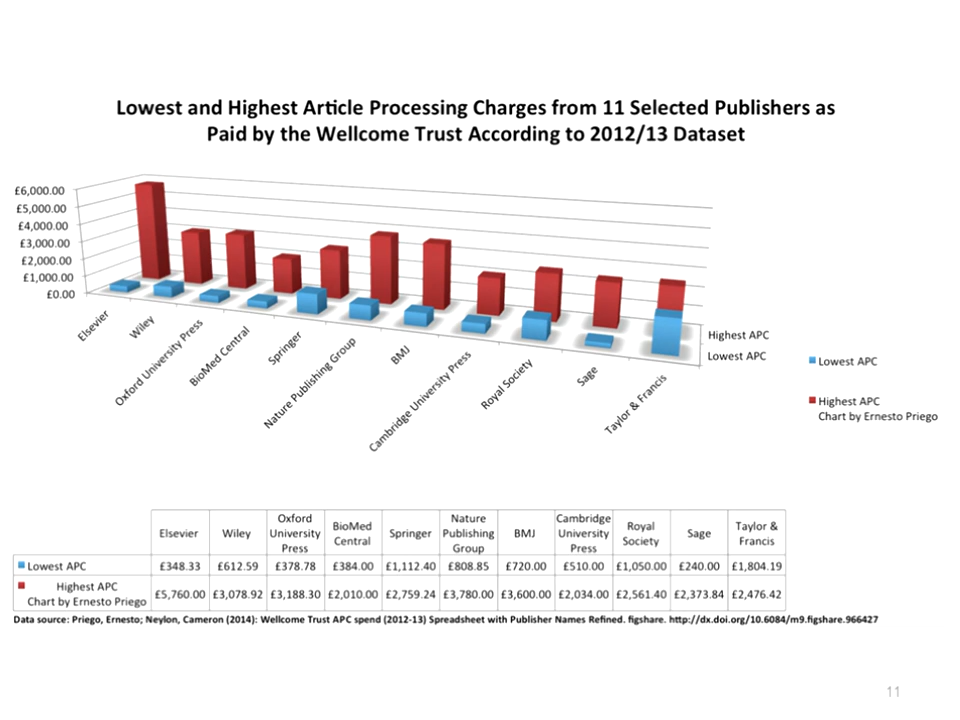 Lowest and Highest Article Processing Charges from 11 Selected Publishers as
Paid by the Wellcome Trust According to 2012/13 Dataset
£6,000.00
£5,000.00
£4,000.00
£3,000.00
£2,000.00
£1,000.00
£0.00
Elsevier
Wiley
Oxford University Press
BioMed Central
Springer
Nature Publishing Group
BMJ
Cambridge University Press
Royal Society
Sage
Taylor & Francis
Highest APC
Lowest APC
Lowest APC
Highest APC
Chart by Ernesto Priego
Elsevier Wiley Oxford University Press BioMed Central Springer Nature Publishing Group BMJ Cambridge University Press Royal Society Sage Taylor & Francis
Lowest APC £348.33 £612.59 £378.78 £384.00 £1,112.40 £808.85 £720.00 £510.00 £1,050.00 £240.00 £1,804.19
Highest APC
Chart by Ernesto Priego £5,760.00 £3,078.92 £3,188.30 £2,010.00 £2,759.24 £3,780.00 £3,600.00 £2,034.00 £2,561.40 £2,373.84 £2,476.42
Data source: Priego, Ernesto; Neylon, Cameron (2014): Wellcome Trust APC spend (2012-13) Spreadsheet with Publisher Names Refined. figshare. http://dx.doi.org/10.6084/m9.figshare.966427
11